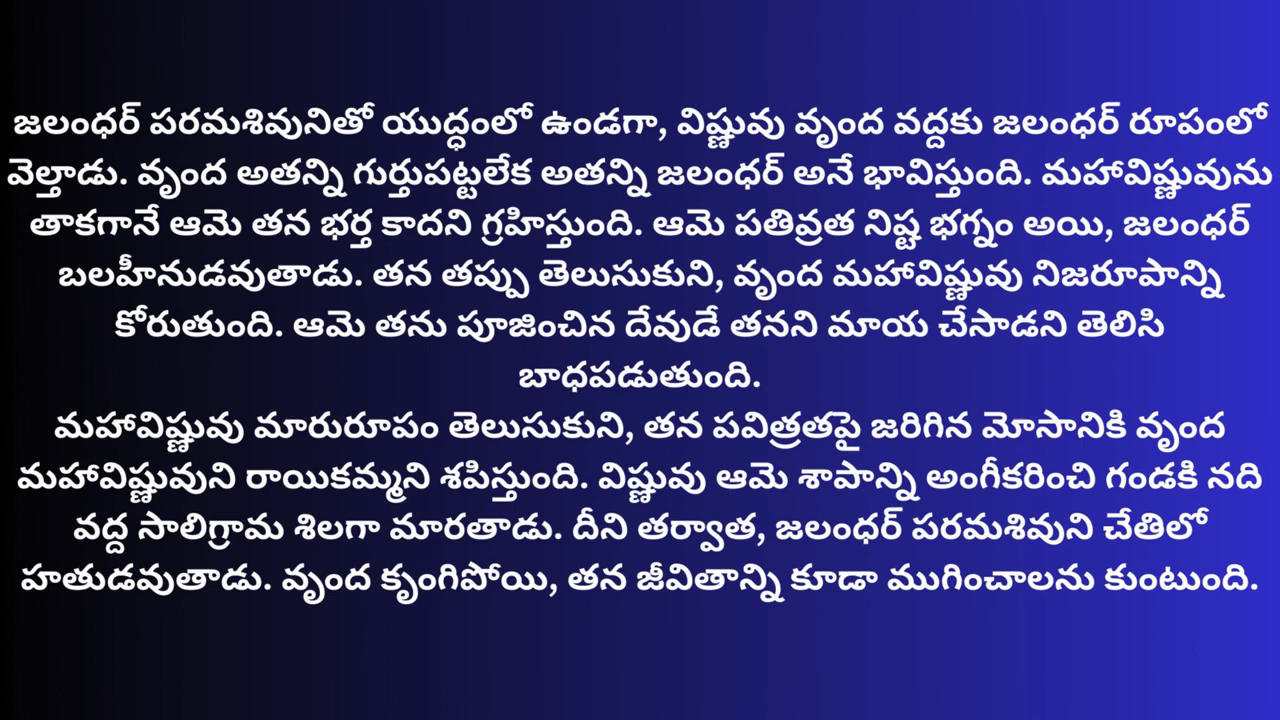 జలంధర్ పరమశివునితో యుద్ధంలో ఉండగా, విష్ణువు వృంద వద్దకు జలంధర్ రూపంలో
వెల్తాడు. వృంద అతన్ని గుర్తుపట్టలేక అతన్ని జలంధర్ అనే భావిస్తుంది. మహావిష్ణువును
తాకగానే ఆమె తన భర్త కాదని గ్రహిస్తుంది. ఆమె పతివ్రత నిష్ట భగ్నం అయి, జలంధర్
బలహీనుడవుతాడు. తన తప్పు తెలుసుకుని, వృంద మహావిష్ణువు నిజరూపాన్ని
కోరుతుంది. ఆమె తను పూజించిన దేవుడే తనని మాయ చేసాడని తెలిసి
బాధపడుతుంది.
మహావిష్ణువు మారురూపం తెలుసుకుని, తన పవిత్రతపై జరిగిన మోసానికి వృంద
మహావిష్ణువుని రాయికమ్మని శపిస్తుంది. విష్ణువు ఆమె శాపాన్ని అంగీకరించి గండకి నది
వద్ద సాలిగ్రామ శిలగా మారతాడు. దీని తర్వాత, జలంధర్ పరమశివుని చేతిలో
హతుడవుతాడు. వృంద కృంగిపోయి, తన జీవితాన్ని కూడా ముగించాలను కుంటుంది.